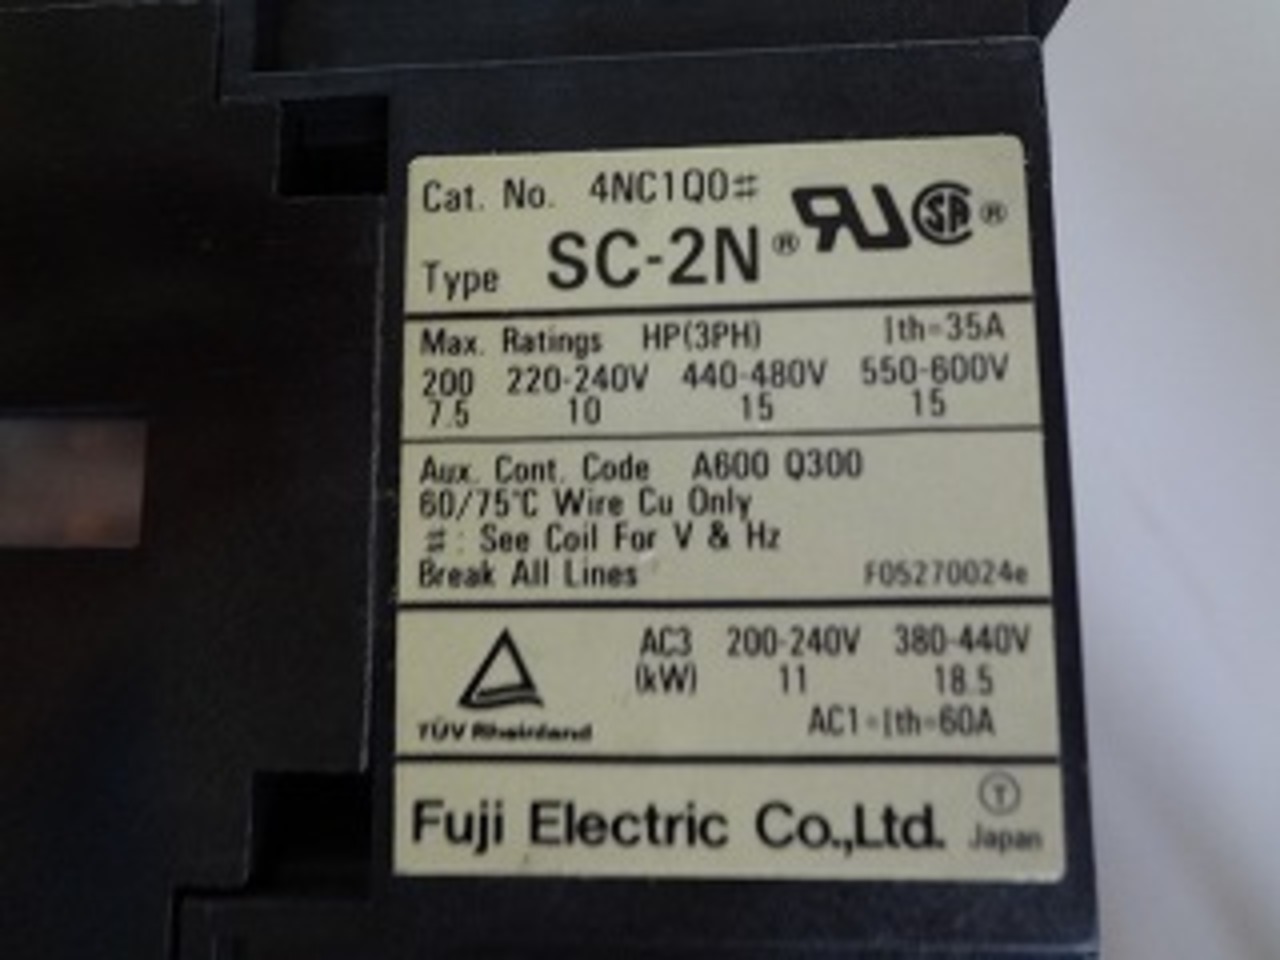 Cat. No. 4NC1Q0#
Type SC-2N ® RU SA ®
Max. Ratings HP(3PH) Ith=35A
200 220-240V 440-480V 550-600V
7.5 10 15 15
Aux. Cont. Code A600 Q300
60/75°C Wire Cu Only
#: See Coil For V & Hz
Break All Lines F05270024e
AC3 200-240V 380-440V
(kW) 11 18.5
TÜV Rheinland AC1=Ith=60A
Fuji Electric Co.,Ltd. T Japan